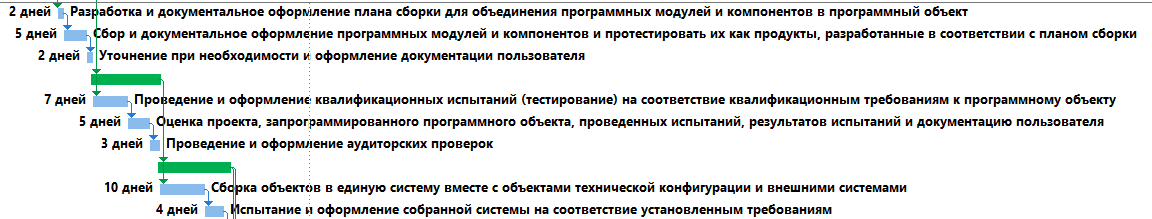 2 дней Разработка и документальное оформление плана сборки для объединения программных модулей и компонентов в программный объект
5 дней Сбор и документальное оформление программных модулей и компонентов и протестировать их как продукты, разработанные в соответствии с планом сборки
2 дней Уточнение при необходимости и оформление документации пользователя
7 дней Проведение и оформление квалификационных испытаний (тестирование) на соответствие квалификационным требованиям к программному объекту
5 дней Оценка проекта, запрограммированного программного объекта, проведенных испытаний, результатов испытаний и документацию пользователя
3 дней Проведение и оформление аудиторских проверок
10 дней Сборка объектов в единую систему вместе с объектами технической конфигурации и внешними системами
4 дней Испытание и оформление собранной системы на соответствие установленным требованиям